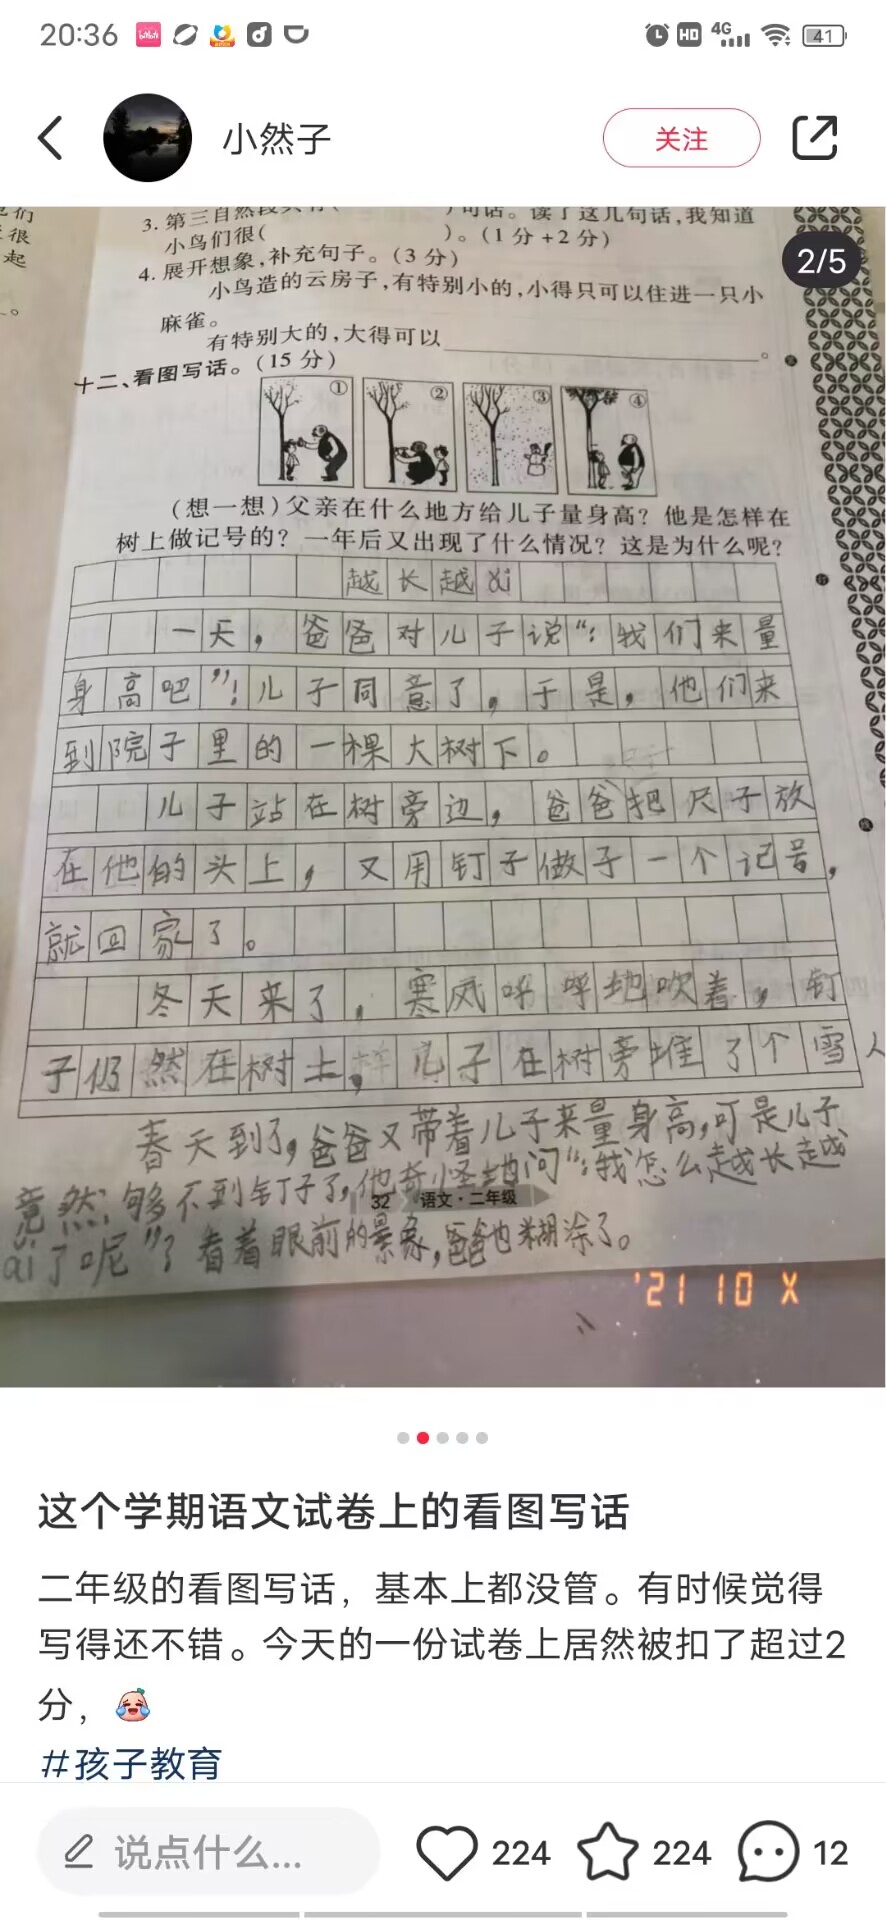 20:36
HD 4G 41
小然子
关注
2/5
们
很
起
。
3. 第三自然段共有( )句话。读了这几句话,我知道
小鸟们很( )。(1 分+2 分)
4. 展开想象,补充句子。(3 分)
小鸟造的云房子,有特别小的,小得只可以住进一只小
麻雀。
有特别大的,大得可以 。
十二、看图写话。(15 分)
① ② ③ ④
(想一想)父亲在什么地方给儿子量身高?他是怎样在
树上做记号的?一年后又出现了什么情况?这是为什么呢?
越长越ǎi
一天,爸爸对儿子说“:我们来量
身高吧”!儿子同意了,于是,他们来
到院子里的一棵大树下。
儿子站在树旁边,爸爸把尺子放
在他的头上,又用钉子做子一个记号,
就回家了。
冬天来了,寒风呼呼地吹着,钉
子仍然在树上,儿子在树旁堆了个雪人
春天到了,爸爸又带着儿子来量身高,可是儿子
竟然够不到钉子了,他奇怪地问“:我怎么越长越
ǎi了呢”?看着眼前的景象,爸爸也糊涂了。
32 语文·二年级
'21 10 X
这个学期语文试卷上的看图写话
二年级的看图写话，基本上都没管。有时候觉得
写得还不错。今天的一份试卷上居然被扣了超过2
分，
#孩子教育
说点什么...
224
224
12